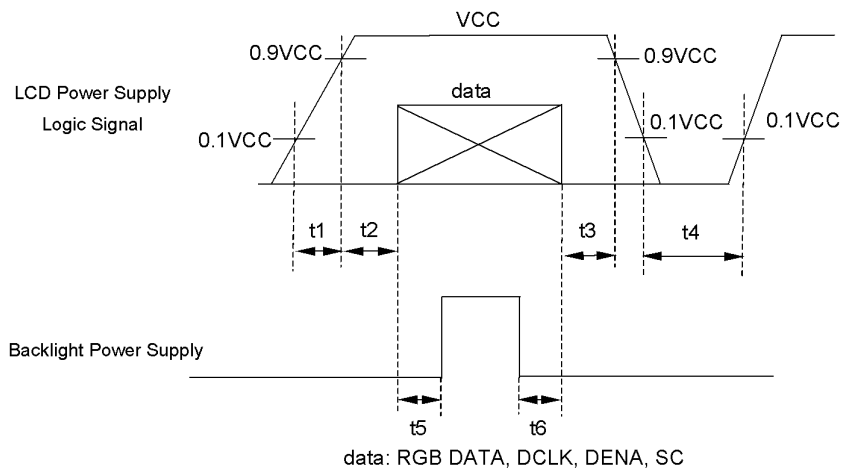 VCC
0.9VCC
0.9VCC
LCD Power Supply
Logic Signal
data
0.1VCC
0.1VCC
0.1VCC
t1
t2
t3
t4
Backlight Power Supply
t5
t6
data: RGB DATA, DCLK, DENA, SC